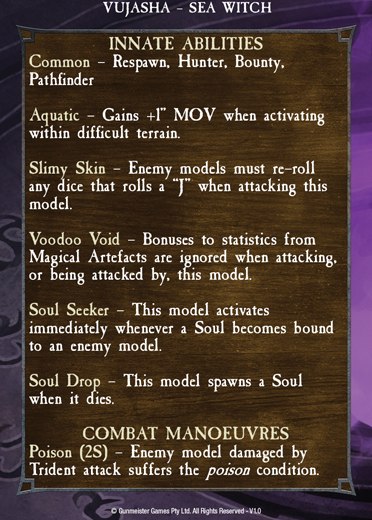 VUJASHA - SEA WITCH
INNATE ABILITIES
Common - Respawn, Hunter, Bounty,
Pathfinder
Aquatic - Gains +1" MOV when activating
within difficult terrain.
Slimy Skin - Enemy models must re-roll
any dice that rolls a "J" when attacking this
model.
Voodoo Void - Bonuses to statistics from
Magical Artefacts are ignored when attacking,
or being attacked by, this model.
Soul Seeker - This model activates
immediately whenever a Soul becomes bound
to an enemy model.
Soul Drop - This model spawns a Soul
when it dies.
COMBAT MANOEUVRES
Poison (2S) - Enemy model damaged by
Trident attack suffers the poison condition.
© Gunmeister Games Pty Ltd. All Rights Reserved ~V1.0